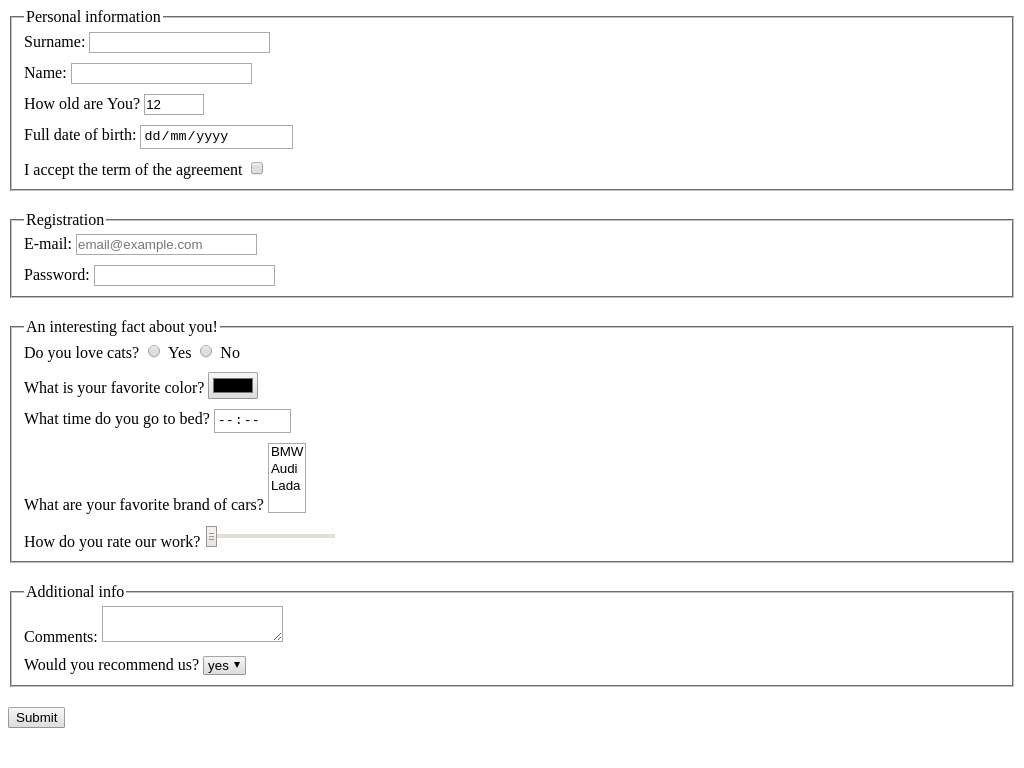 Personal information
Surname:
Name:
How old are You? 12
Full date of birth: dd/mm/yyyy
I accept the term of the agreement
Registration
E-mail: email@example.com
Password:
An interesting fact about you!
Do you love cats? Yes No
What is your favorite color?
What time do you go to bed? --:--
BMW
Audi
Lada
What are your favorite brand of cars?
How do you rate our work?
Additional info
Comments:
Would you recommend us? yes
Submit